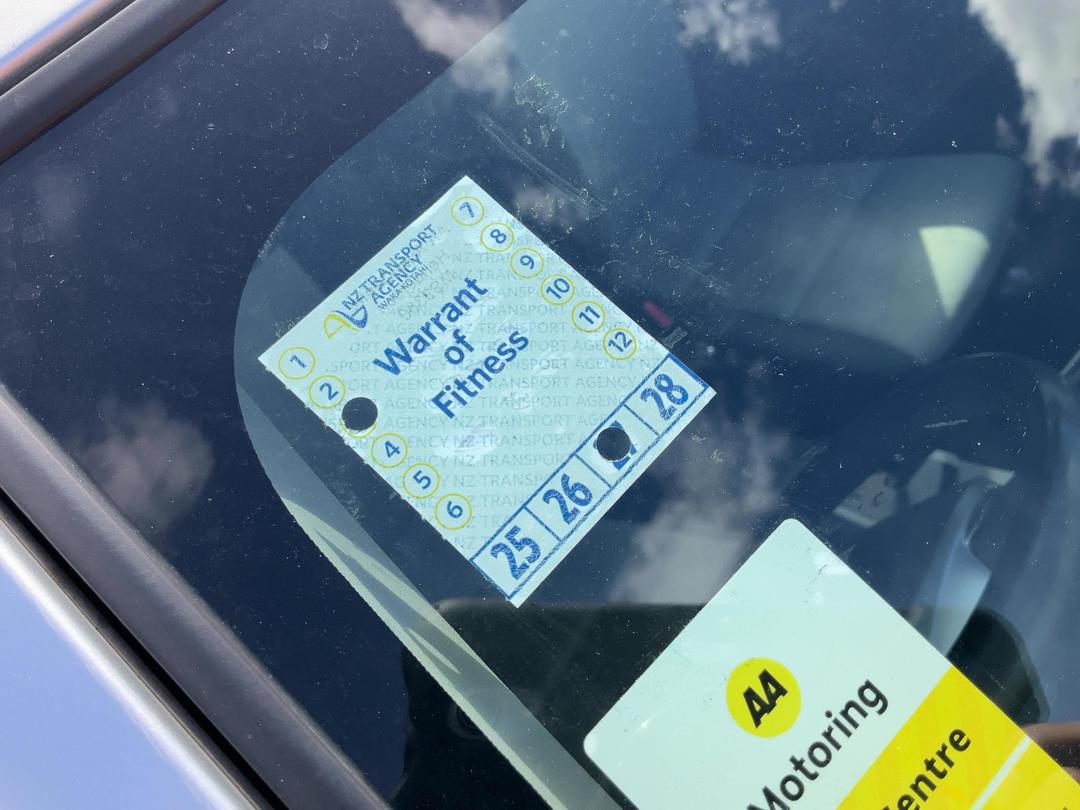 NZ TRANSPORT
AGENCY
WAKA KOTAHI
Warrant
of
Fitness
1
2
4
5
6
7
8
9
10
11
12
25
26
28
AA
Motoring